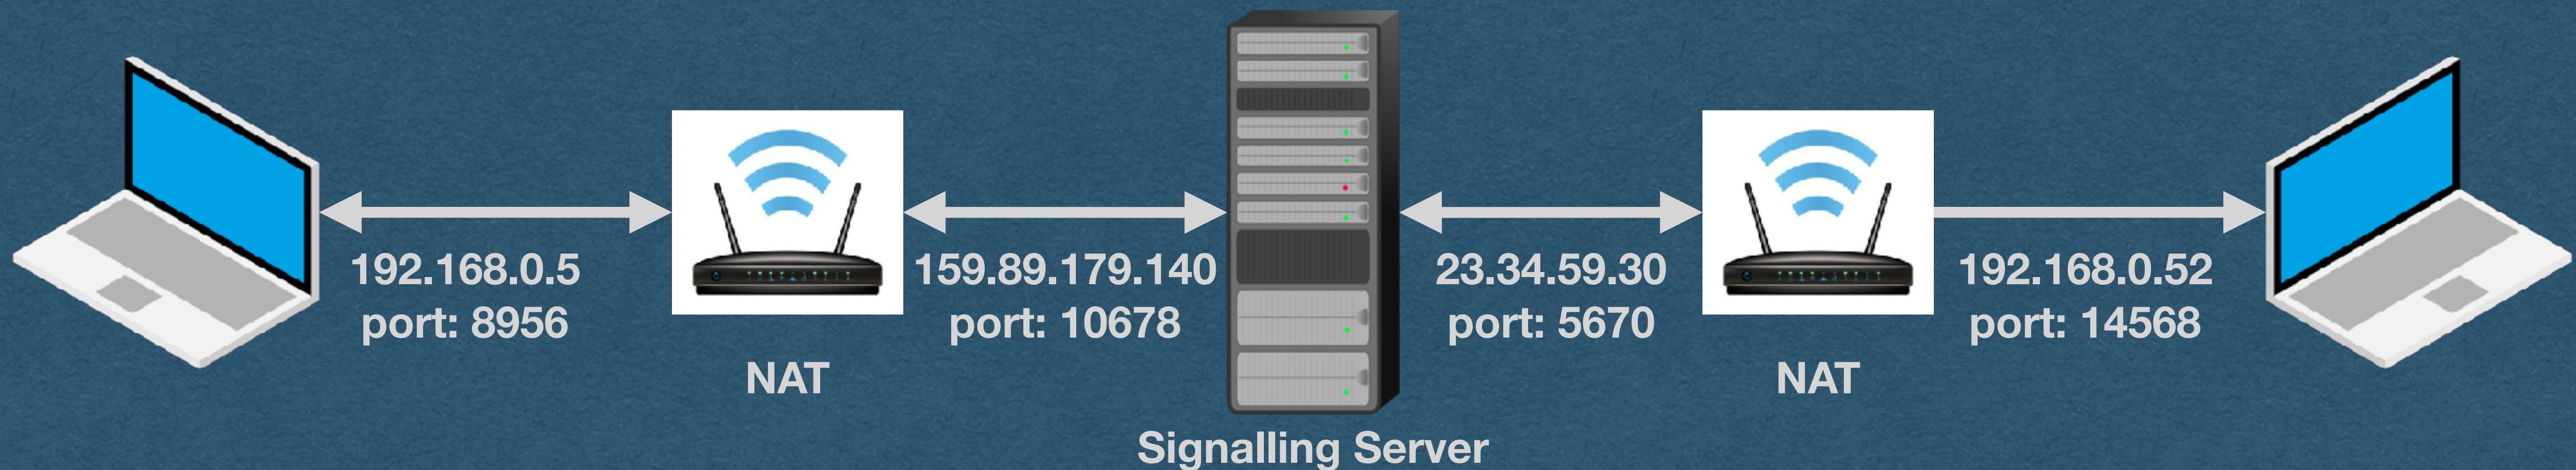 192.168.0.5
port: 8956
NAT
159.89.179.140
port: 10678
Signalling Server
23.34.59.30
port: 5670
NAT
192.168.0.52
port: 14568